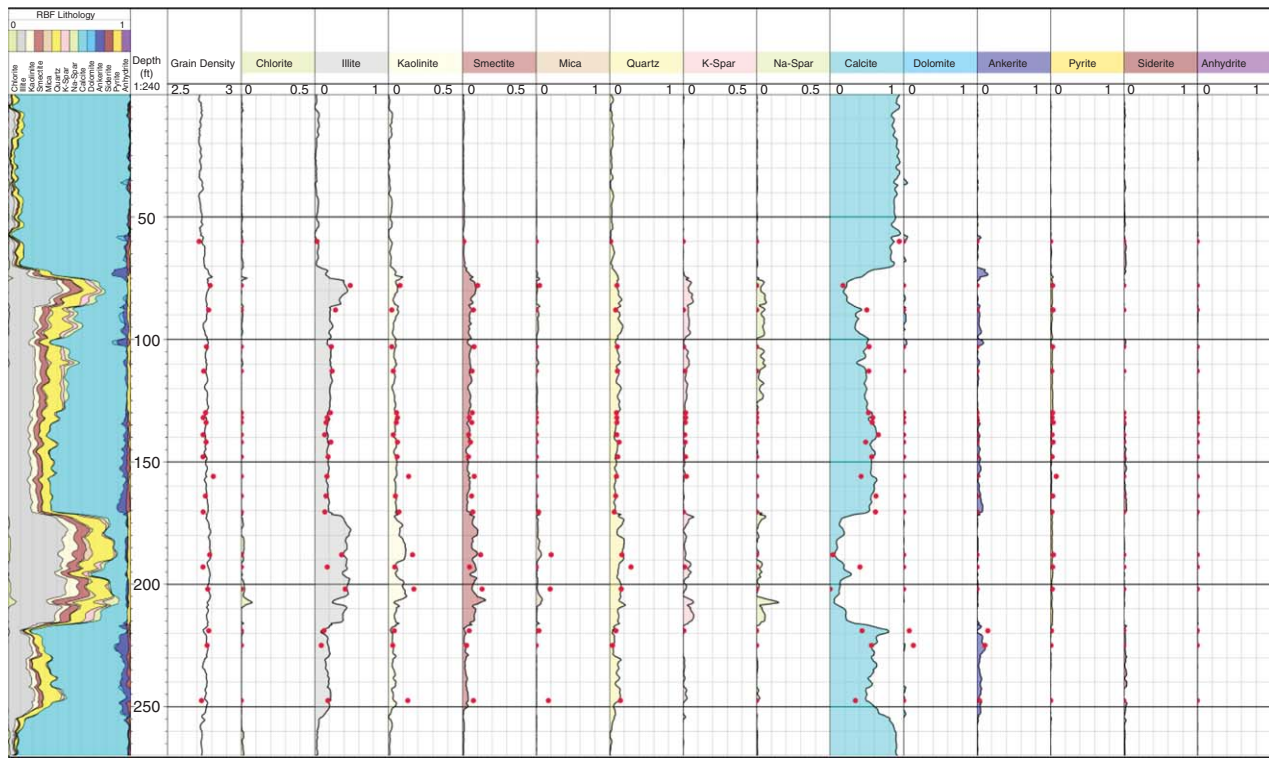 RBF Lithology
0 1
Chlorite
Illite
Kaolinite
Smectite
Mica
Quartz
K-Spar
Na-Spar
Calcite
Dolomite
Ankerite
Siderite
Pyrite
Anhydrite
Depth
(ft)
1:240
Grain Density Chlorite Illite Kaolinite Smectite Mica Quartz K-Spar Na-Spar Calcite Dolomite Ankerite Pyrite Siderite Anhydrite
2.5 3 0 0.5 0 1 0 0.5 0 1 0 1 0 1 0 0.5 0 0.5 0 1 0 1 0 1 0 1 0 1 0 1
50
100
150
200
250